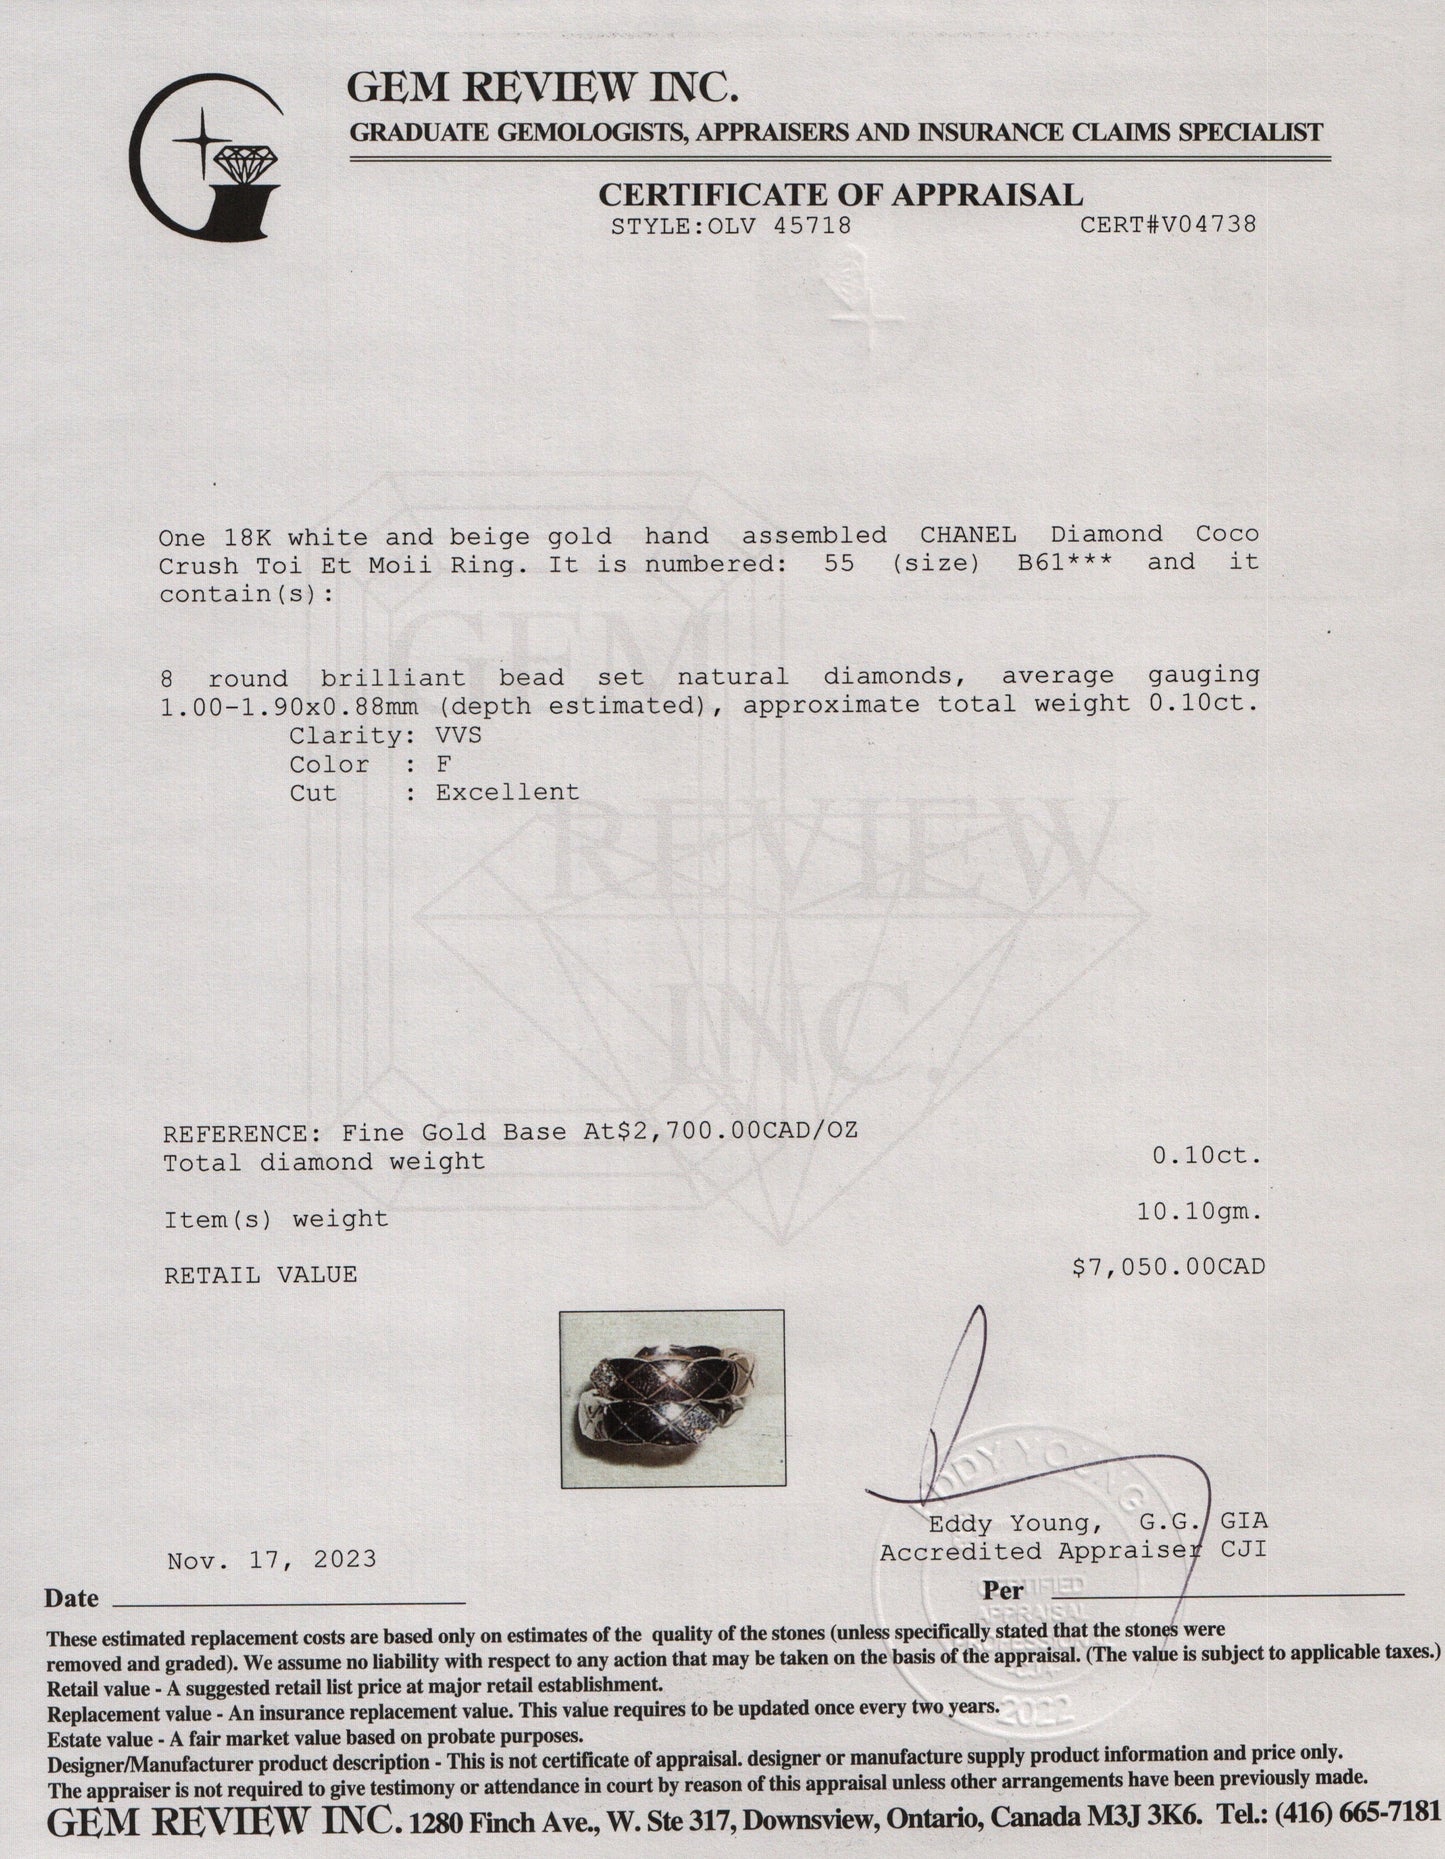 GEM REVIEW INC.
GRADUATE GEMOLOGISTS, APPRAISERS AND INSURANCE CLAIMS SPECIALIST
CERTIFICATE OF APPRAISAL
STYLE:OLV 45718 CERT#V04738
One 18K white and beige gold hand assembled CHANEL Diamond Coco
Crush Toi Et Moii Ring. It is numbered: 55 (size) B61*** and it
contain(s):
8 round brilliant bead set natural diamonds, average gauging
1.00-1.90x0.88mm (depth estimated), approximate total weight 0.10ct.
Clarity: VVS
Color : F
Cut : Excellent
GEM
REVIEW
INC.
REFERENCE: Fine Gold Base At$2,700.00CAD/OZ
Total diamond weight 0.10ct.
Item(s) weight 10.10gm.
RETAIL VALUE $7,050.00CAD
EDDY YOUNG
Eddy Young, G.G. GIA
Accredited Appraiser CJI
Nov. 17, 2023
Date
Per
CERTIFIED
APPRAISAL
PROFESSIONAL
2022
These estimated replacement costs are based only on estimates of the quality of the stones (unless specifically stated that the stones were
removed and graded). We assume no liability with respect to any action that may be taken on the basis of the appraisal. (The value is subject to applicable taxes.)
Retail value - A suggested retail list price at major retail establishment.
Replacement value - An insurance replacement value. This value requires to be updated once every two years.
Estate value - A fair market value based on probate purposes.
Designer/Manufacturer product description - This is not certificate of appraisal. designer or manufacture supply product information and price only.
The appraiser is not required to give testimony or attendance in court by reason of this appraisal unless other arrangements have been previously made.
GEM REVIEW INC. 1280 Finch Ave., W. Ste 317, Downsview, Ontario, Canada M3J 3K6. Tel.: (416) 665-7181